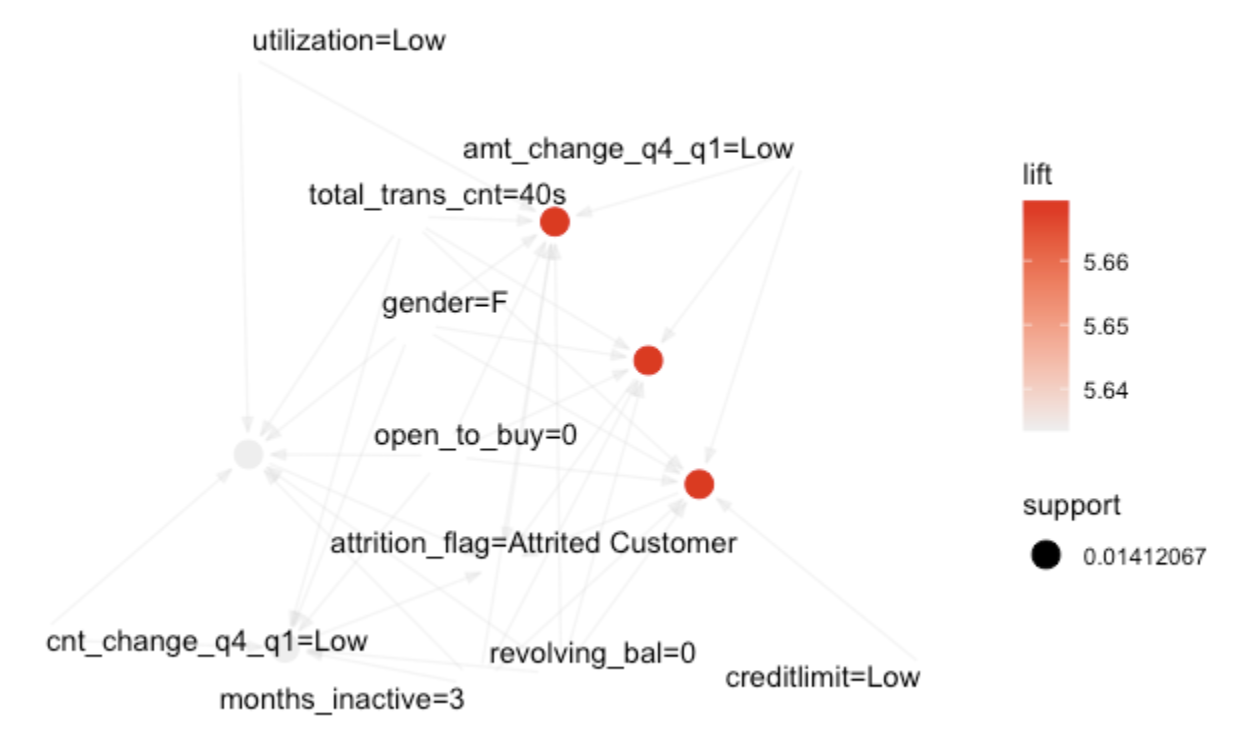 utilization=Low
amt_change_q4_q1=Low
total_trans_cnt=40s
gender=F
open_to_buy=0
attrition_flag=Attrited Customer
cnt_change_q4_q1=Low
revolving_bal=0
creditlimit=Low
months_inactive=3
lift
5.66
5.65
5.64
support
0.01412067